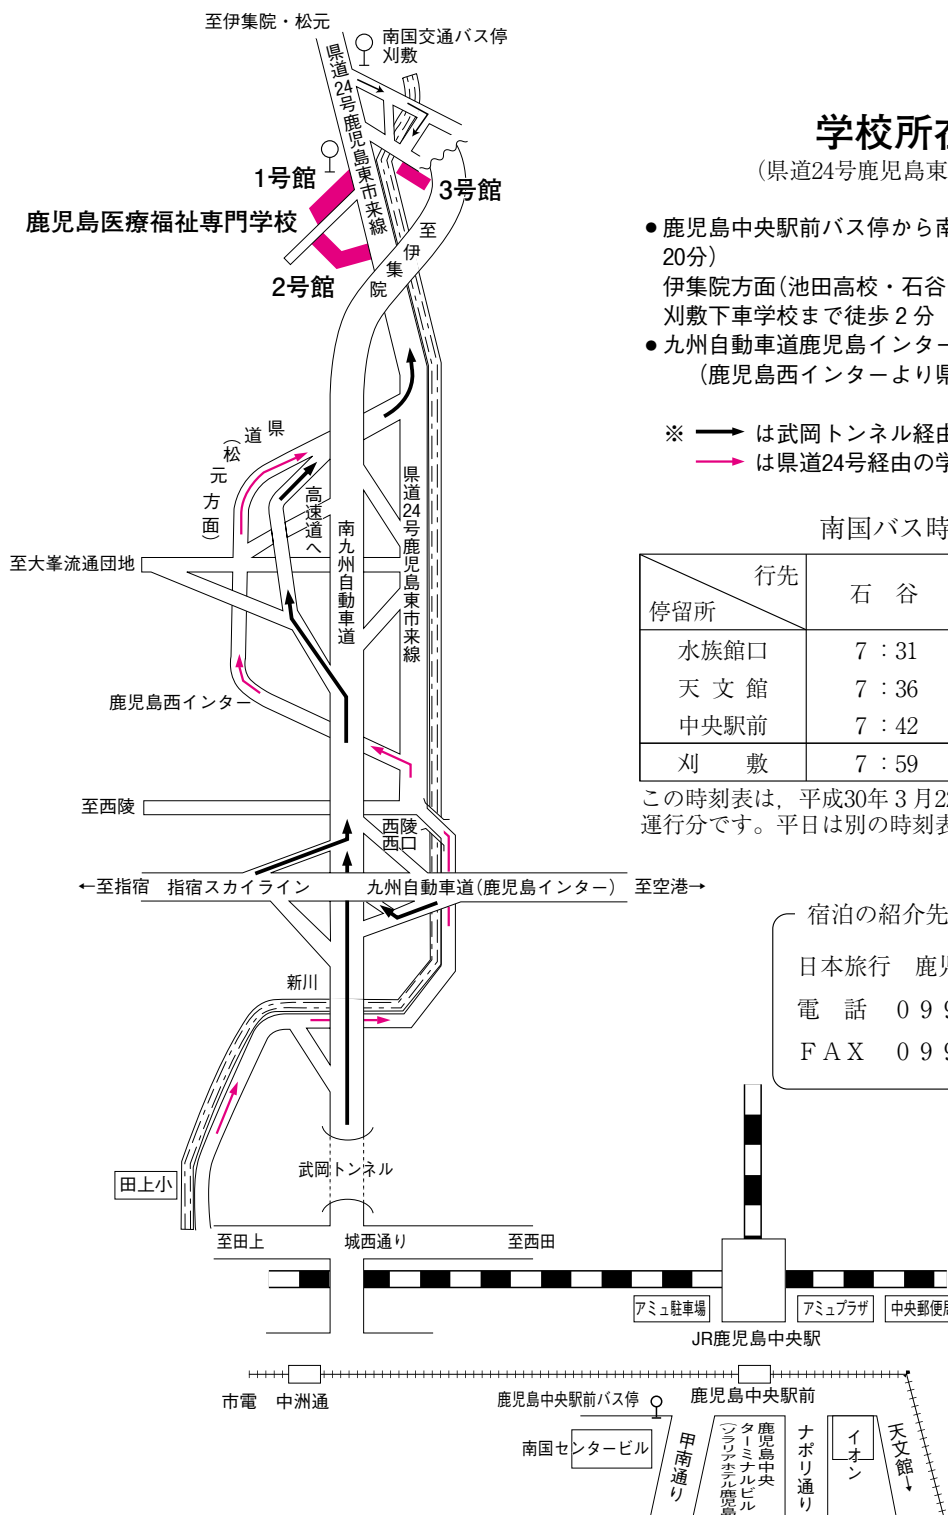 至伊集院・松元
南国交通バス停
刈敷
県道24号鹿児島東市来線
1号館
3号館
鹿児島医療福祉専門学校
2号館
至伊集院
県道(松元方面)
高速道へ
南九州自動車道
県道24号鹿児島東市来線
至大峯流通団地
鹿児島西インター
至西陵
西陵
西口
←至指宿 指宿スカイライン
九州自動車道(鹿児島インター)
至空港→
新川
武岡トンネル
田上小
至田上
城西通り
至西田
アミュ駐車場
アミュプラザ
中央郵便局
JR鹿児島中央駅
市電 中洲通
鹿児島中央駅前バス停
鹿児島中央駅前
南国センタービル
甲南通り
鹿児島中央
ターミナルビル
(ソラリアホテル鹿児島
ナポリ通り
イオン
天文館→
学校所在
(県道24号鹿児島東
●鹿児島中央駅前バス停から南
20分)
伊集院方面(池田高校・石谷
刈敷下車学校まで徒歩2分
●九州自動車道鹿児島インター
(鹿児島西インターより県
※ → は武岡トンネル経由
→ は県道24号経由の学
南国バス時
行先 石 谷
停留所
水族館口 7:31
天文館 7:36
中央駅前 7:42
刈 敷 7:59
この時刻表は,平成30年3月22
運行分です。平日は別の時刻表
宿泊の紹介先
日本旅行 鹿児
電 話 099
FAX 099